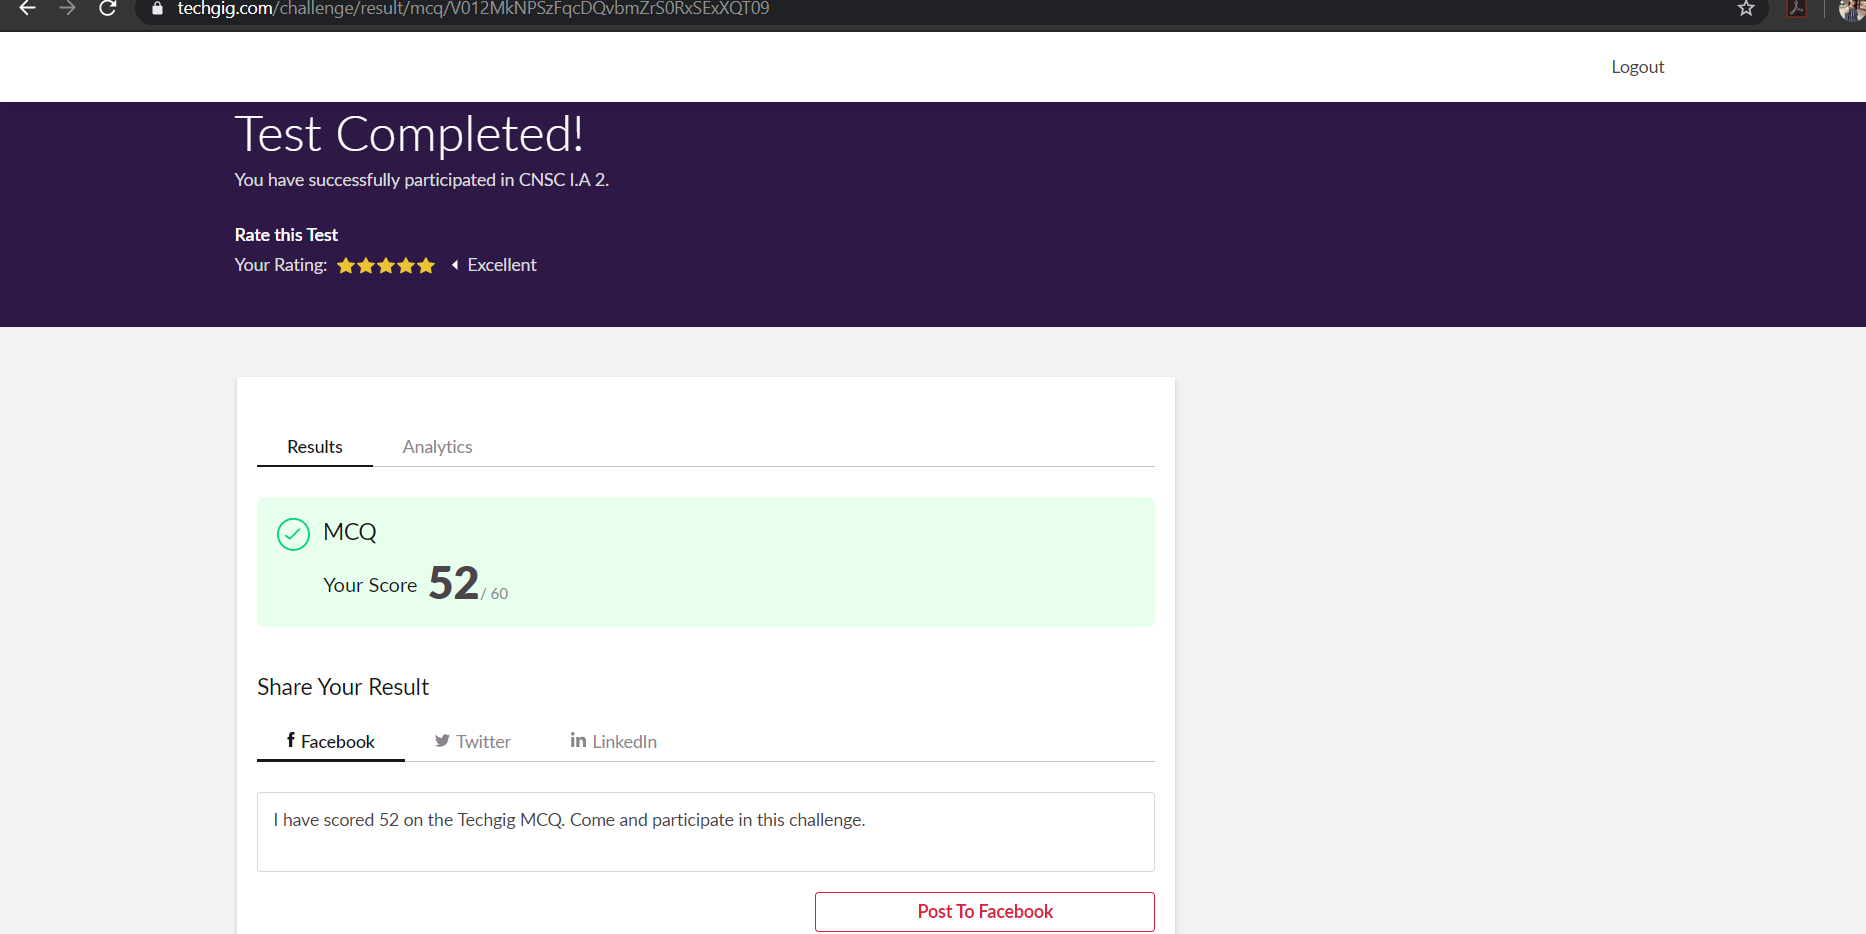 techgig.com/challenge/result/mcq/V012MkNPSzFqcDQvbmZrS0RxSExXQT09
Logout
Test Completed!
You have successfully participated in CNSC I.A 2.
Rate this Test
Your Rating: Excellent
Results Analytics
MCQ
Your Score 52 / 60
Share Your Result
Facebook Twitter LinkedIn
I have scored 52 on the Techgig MCQ. Come and participate in this challenge.
Post To Facebook